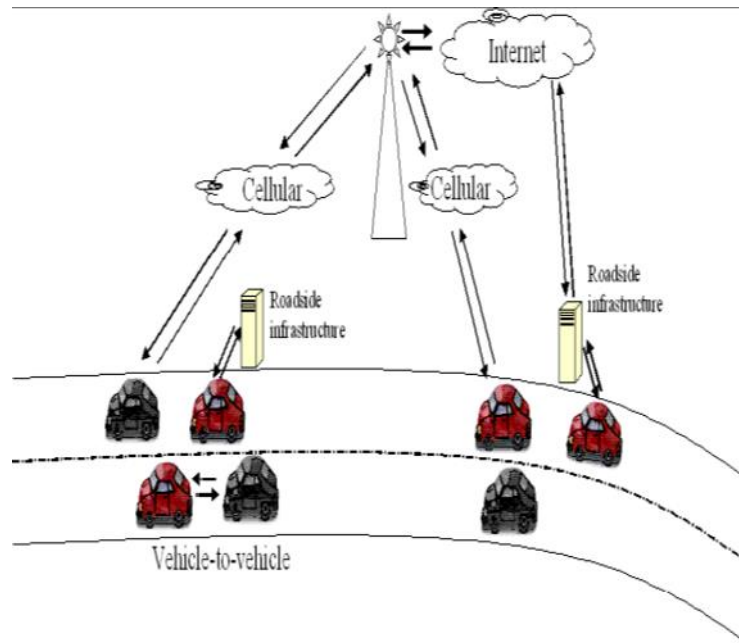 Internet
Cellular
Cellular
Roadside
infrastructure
Roadside
infrastructure
Vehicle-to-vehicle